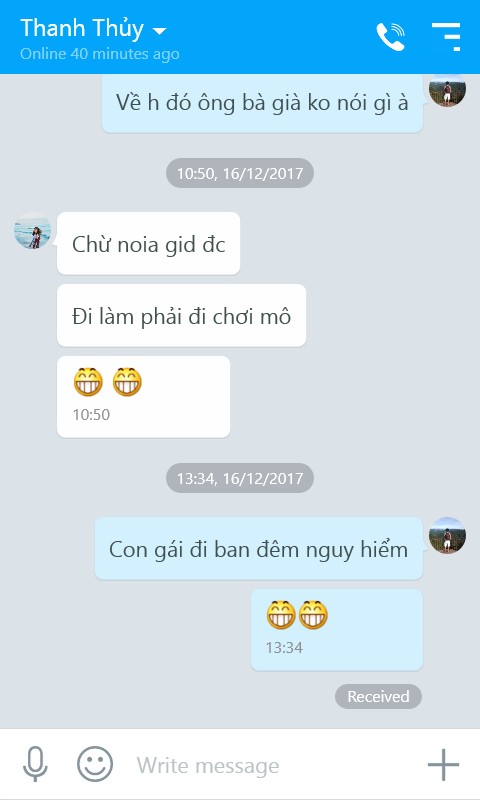 Thanh Thủy
Online 40 minutes ago
Về h đó ông bà già ko nói gì à
10:50, 16/12/2017
Chừ noia gid đc
Đi làm phải đi chơi mô
10:50
13:34, 16/12/2017
Con gái đi ban đêm nguy hiểm
13:34
Received
Write message